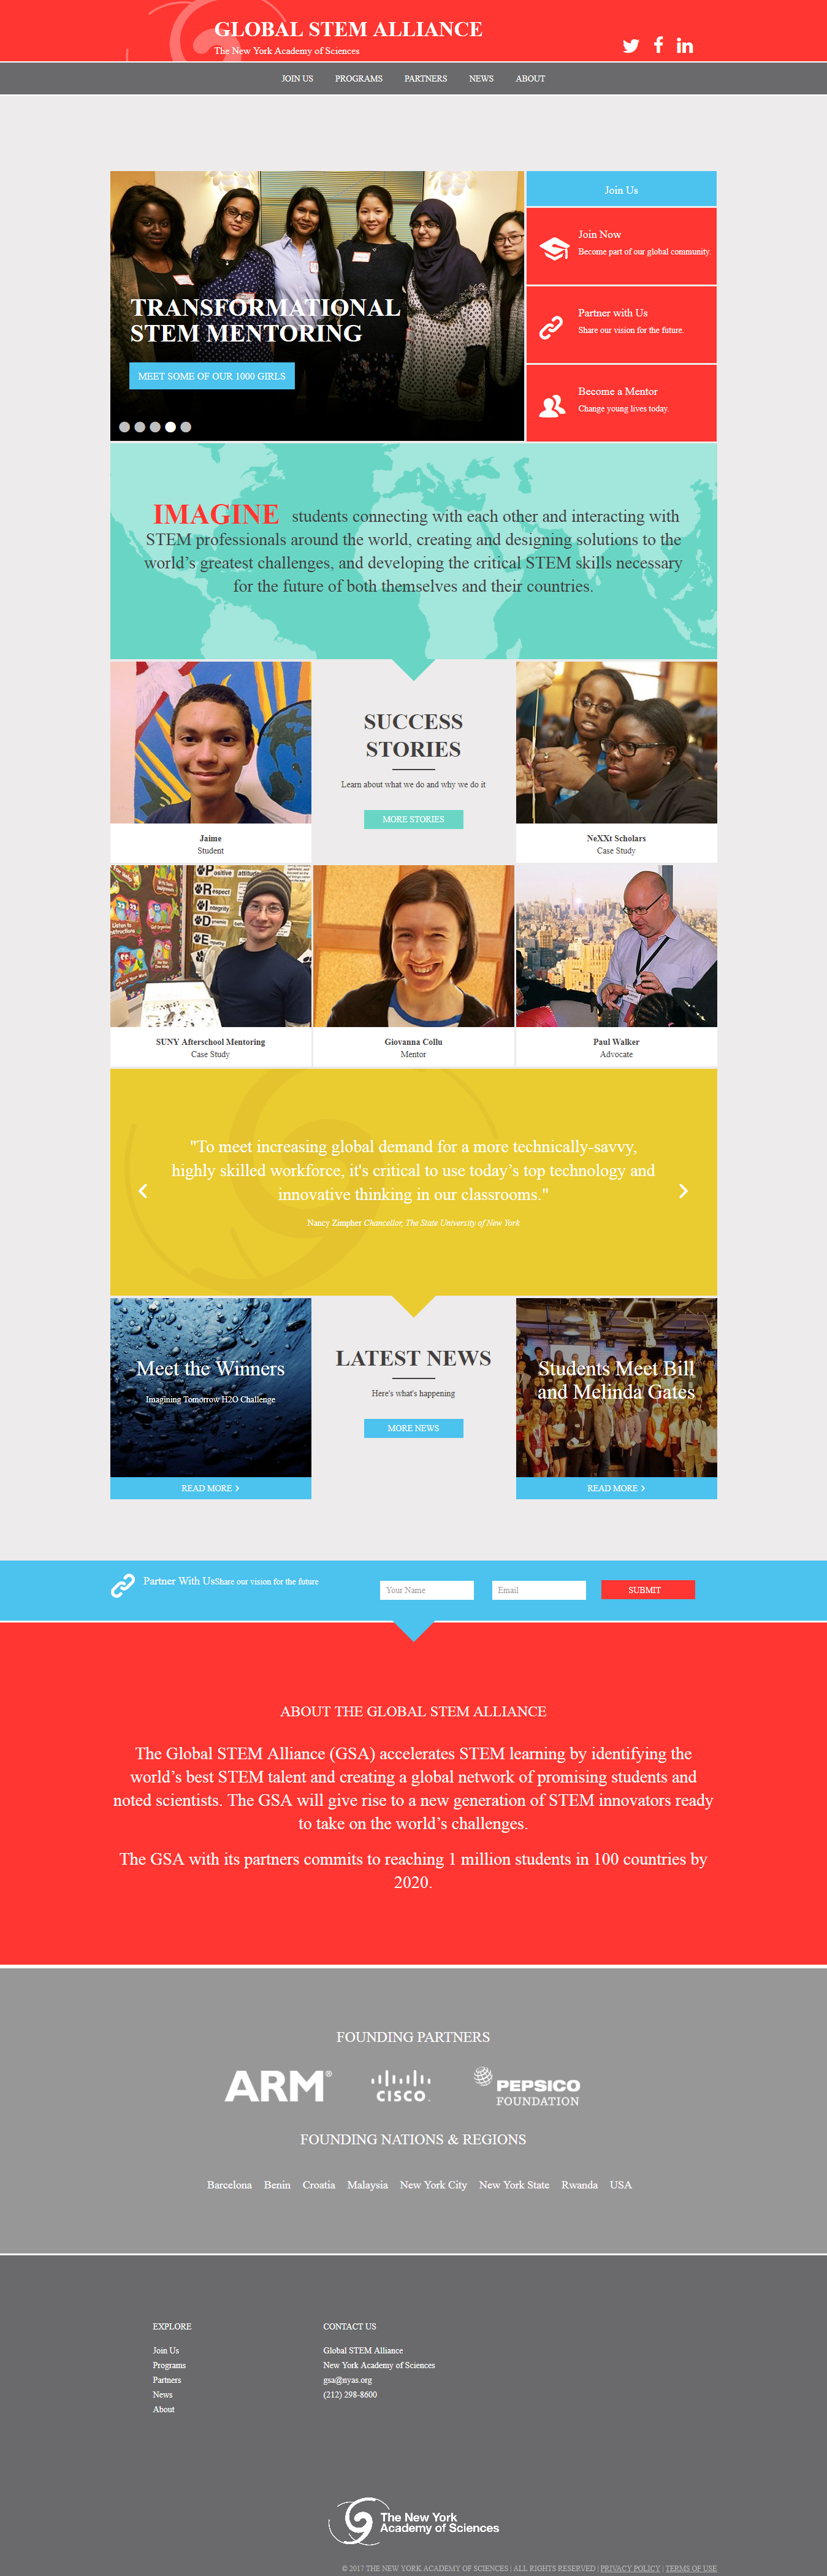 GLOBAL STEM ALLIANCE
The New York Academy of Sciences
JOIN US PROGRAMS PARTNERS NEWS ABOUT
TRANSFORMATIONAL
STEM MENTORING
MEET SOME OF OUR 1000 GIRLS
Join Us
Join Now
Become part of our global community.
Partner with Us
Share our vision for the future.
Become a Mentor
Change young lives today.
IMAGINE students connecting with each other and interacting with
STEM professionals around the world, creating and designing solutions to the
world’s greatest challenges, and developing the critical STEM skills necessary
for the future of both themselves and their countries.
Jaime
Student
SUCCESS
STORIES
Learn about what we do and why we do it
MORE STORIES
NeXXt Scholars
Case Study
Positive attitude
Respect
Integrity
SUNY Afterschool Mentoring
Case Study
Giovanna Collu
Mentor
Paul Walker
Advocate
"To meet increasing global demand for a more technically-savvy,
highly skilled workforce, it's critical to use today’s top technology and
innovative thinking in our classrooms."
Nancy Zimpher Chancellor, The State University of New York
Meet the Winners
Imagining Tomorrow H2O Challenge
READ MORE
LATEST NEWS
Here's what's happening
MORE NEWS
Students Meet Bill
and Melinda Gates
READ MORE
Partner With UsShare our vision for the future
Your Name
Email
SUBMIT
ABOUT THE GLOBAL STEM ALLIANCE
The Global STEM Alliance (GSA) accelerates STEM learning by identifying the
world’s best STEM talent and creating a global network of promising students and
noted scientists. The GSA will give rise to a new generation of STEM innovators ready
to take on the world’s challenges.
The GSA with its partners commits to reaching 1 million students in 100 countries by
2020.
FOUNDING PARTNERS
ARM®
CISCO.
PEPSICO
FOUNDATION
FOUNDING NATIONS & REGIONS
Barcelona Benin Croatia Malaysia New York City New York State Rwanda USA
EXPLORE
Join Us
Programs
Partners
News
About
CONTACT US
Global STEM Alliance
New York Academy of Sciences
gsa@nyas.org
(212) 298-8600
The New York
Academy of Sciences
© 2017 THE NEW YORK ACADEMY OF SCIENCES | ALL RIGHTS RESERVED | PRIVACY POLICY | TERMS OF USE